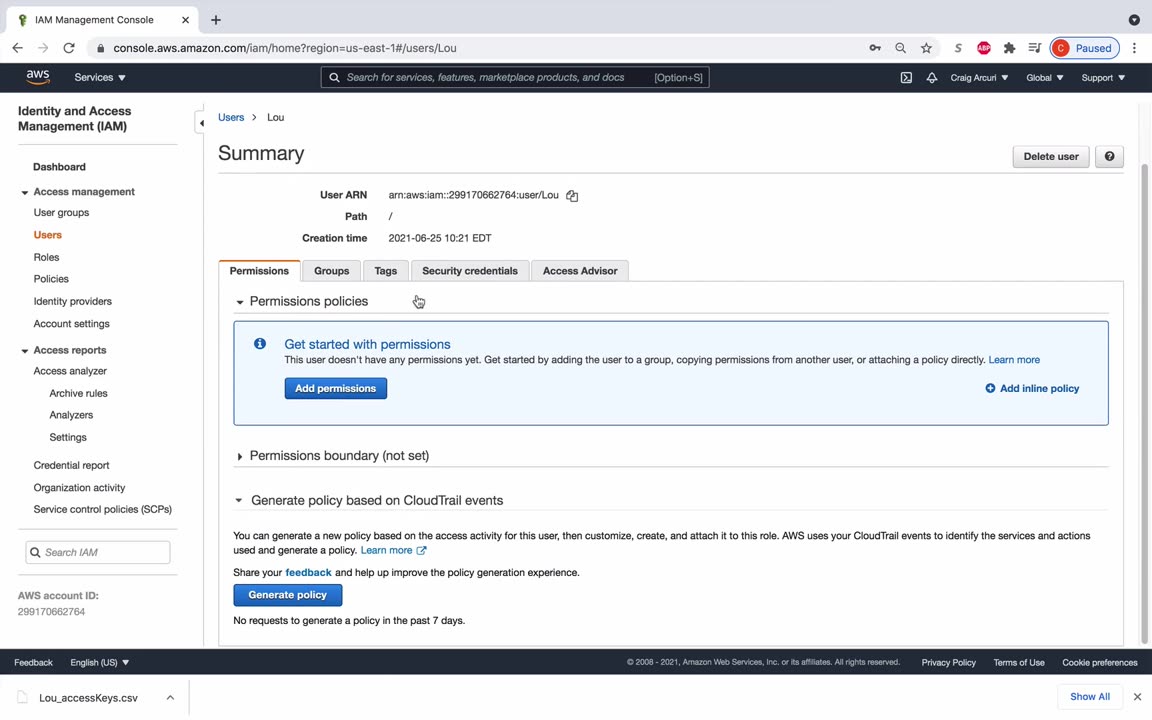 IAM Management Console
console.aws.amazon.com/iam/home?region=us-east-1#/users/Lou
S
ABP
C
Paused
aws
Services
Search for services, features, marketplace products, and docs
[Option+S]
Craig Arcuri
Global
Support
Identity and Access
Management (IAM)
Dashboard
Access management
User groups
Users
Roles
Policies
Identity providers
Account settings
Access reports
Access analyzer
Archive rules
Analyzers
Settings
Credential report
Organization activity
Service control policies (SCPs)
Search IAM
AWS account ID:
299170662764
Users > Lou
Summary
Delete user
?
User ARN arn:aws:iam::299170662764:user/Lou
Path /
Creation time 2021-06-25 10:21 EDT
Permissions
Groups
Tags
Security credentials
Access Advisor
Permissions policies
Get started with permissions
This user doesn't have any permissions yet. Get started by adding the user to a group, copying permissions from another user, or attaching a policy directly. Learn more
Add permissions
Add inline policy
Permissions boundary (not set)
Generate policy based on CloudTrail events
You can generate a new policy based on the access activity for this user, then customize, create, and attach it to this role. AWS uses your CloudTrail events to identify the services and actions
used and generate a policy. Learn more
Share your feedback and help up improve the policy generation experience.
Generate policy
No requests to generate a policy in the past 7 days.
Feedback
English (US)
© 2008 - 2021, Amazon Web Services, Inc. or its affiliates. All rights reserved.
Privacy Policy
Terms of Use
Cookie preferences
Lou_accessKeys.csv
Show All